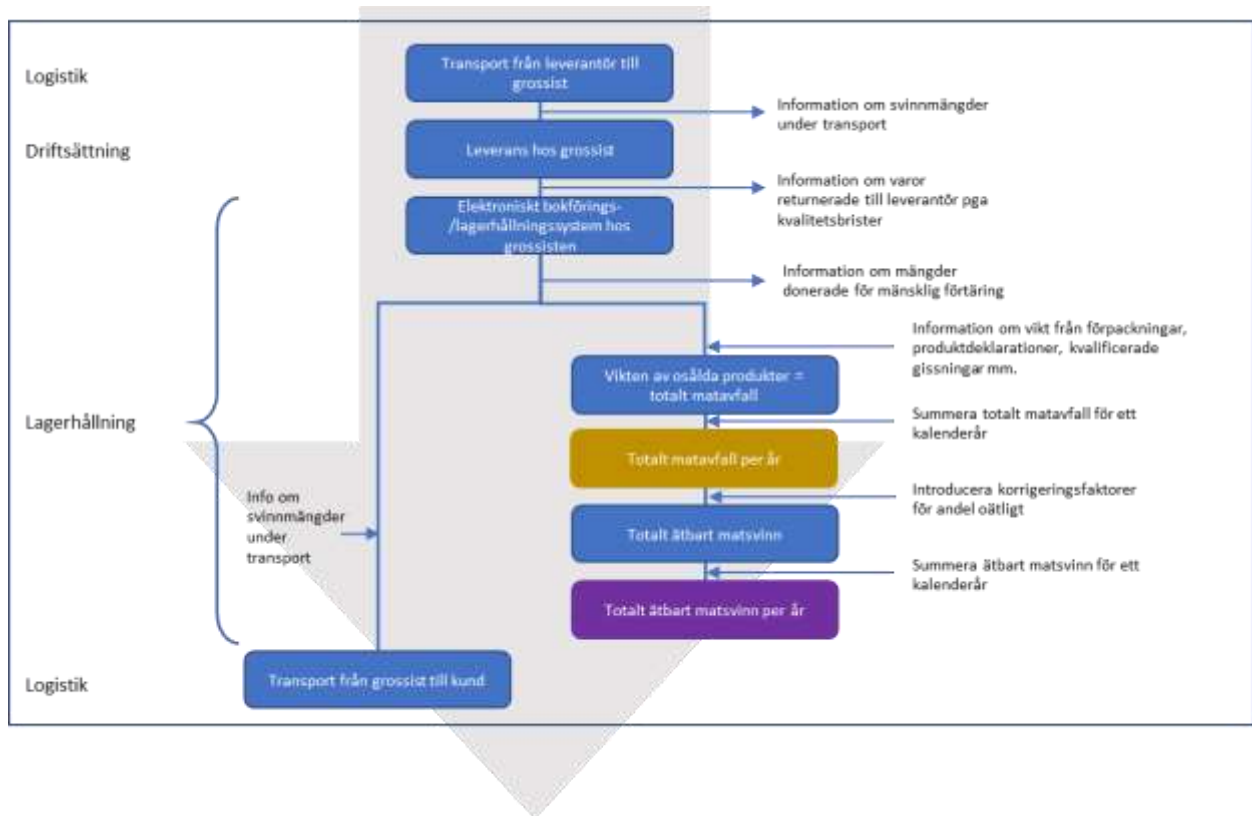 Logistik
Transport från leverantör till
grossist
Information om svinnmängder
under transport
Driftsättning
Leverans hos grossist
Information om varor
returnerade till leverantör pga
kvalitetsbrister
Elektroniskt bokförings-
/lagerhållningssystem hos
grossisten
Information om mängder
donerade för mänsklig förtäring
Information om vikt från förpackningar,
produktdeklarationer, kvalificerade
gissningar mm.
Vikten av osålda produkter =
totalt matavfall
Lagerhållning
Summera totalt matavfall för ett
kalenderår
Totalt matavfall per år
Introducera korrigeringsfaktorer
för andel oätligt
Info om
svinnmängder
under
transport
Totalt ätbart matsvinn
Summera ätbart matsvinn för ett
kalenderår
Totalt ätbart matsvinn per år
Logistik
Transport från grossist till kund